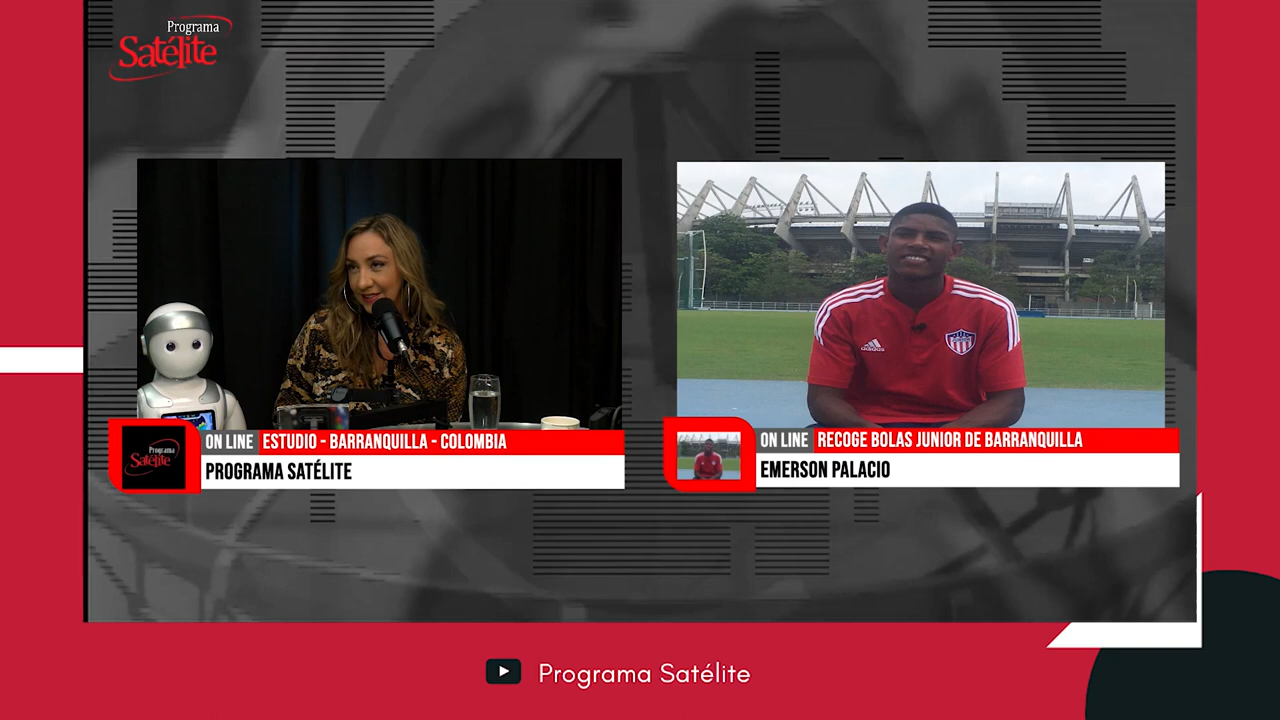 Programa
Satélite
adidas
ON LINE ESTUDIO - BARRANQUILLA - COLOMBIA
PROGRAMA SATÉLITE
Programa
Satélite
ON LINE RECOGE BOLAS JUNIOR DE BARRANQUILLA
EMERSON PALACIO
Programa Satélite